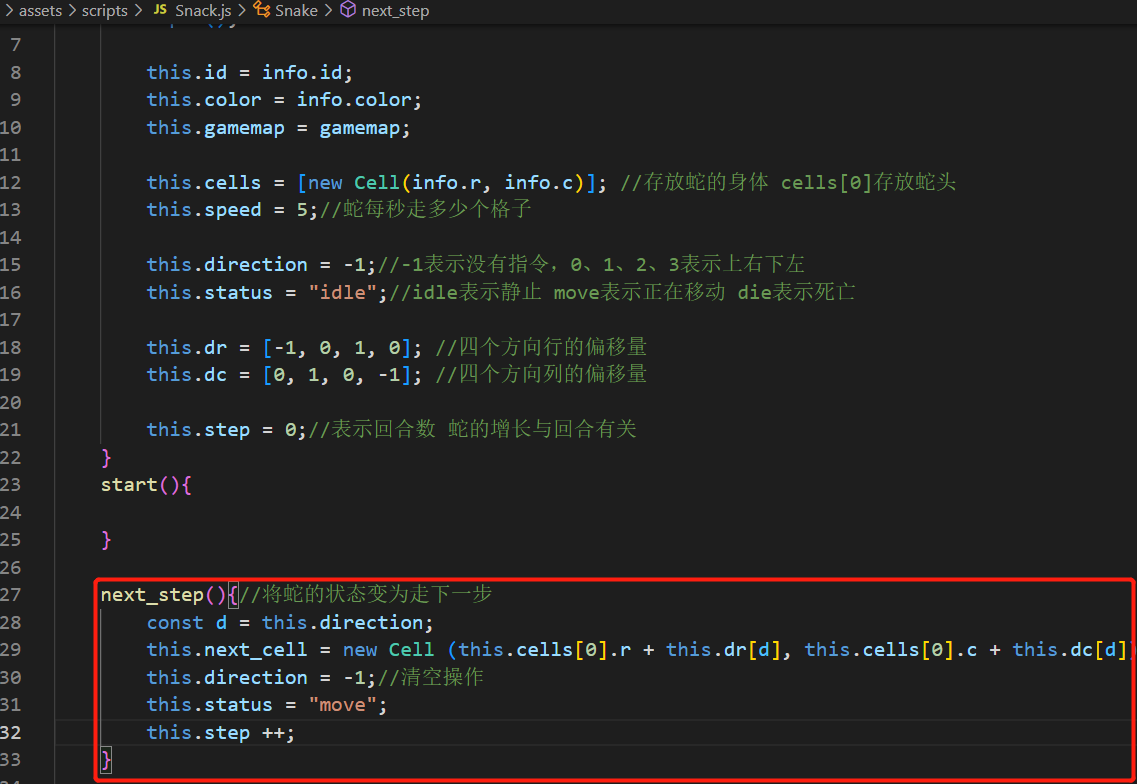 assets > scripts > JS Snack.js > Snake > next_step
7
8 this.id = info.id;
9 this.color = info.color;
10 this.gamemap = gamemap;
11
12 this.cells = [new Cell(info.r, info.c)]; //存放蛇的身体 cells[0]存放蛇头
13 this.speed = 5;//蛇每秒走多少个格子
14
15 this.direction = -1;//-1表示没有指令，0、1、2、3表示上右下左
16 this.status = "idle";//idle表示静止 move表示正在移动 die表示死亡
17
18 this.dr = [-1, 0, 1, 0]; //四个方向行的偏移量
19 this.dc = [0, 1, 0, -1]; //四个方向列的偏移量
20
21 this.step = 0;//表示回合数 蛇的增长与回合有关
22 }
23 start(){
24
25 }
26
27 next_step(){//将蛇的状态变为走下一步
28 const d = this.direction;
29 this.next_cell = new Cell (this.cells[0].r + this.dr[d], this.cells[0].c + this.dc[d]
30 this.direction = -1;//清空操作
31 this.status = "move";
32 this.step ++;
33 }